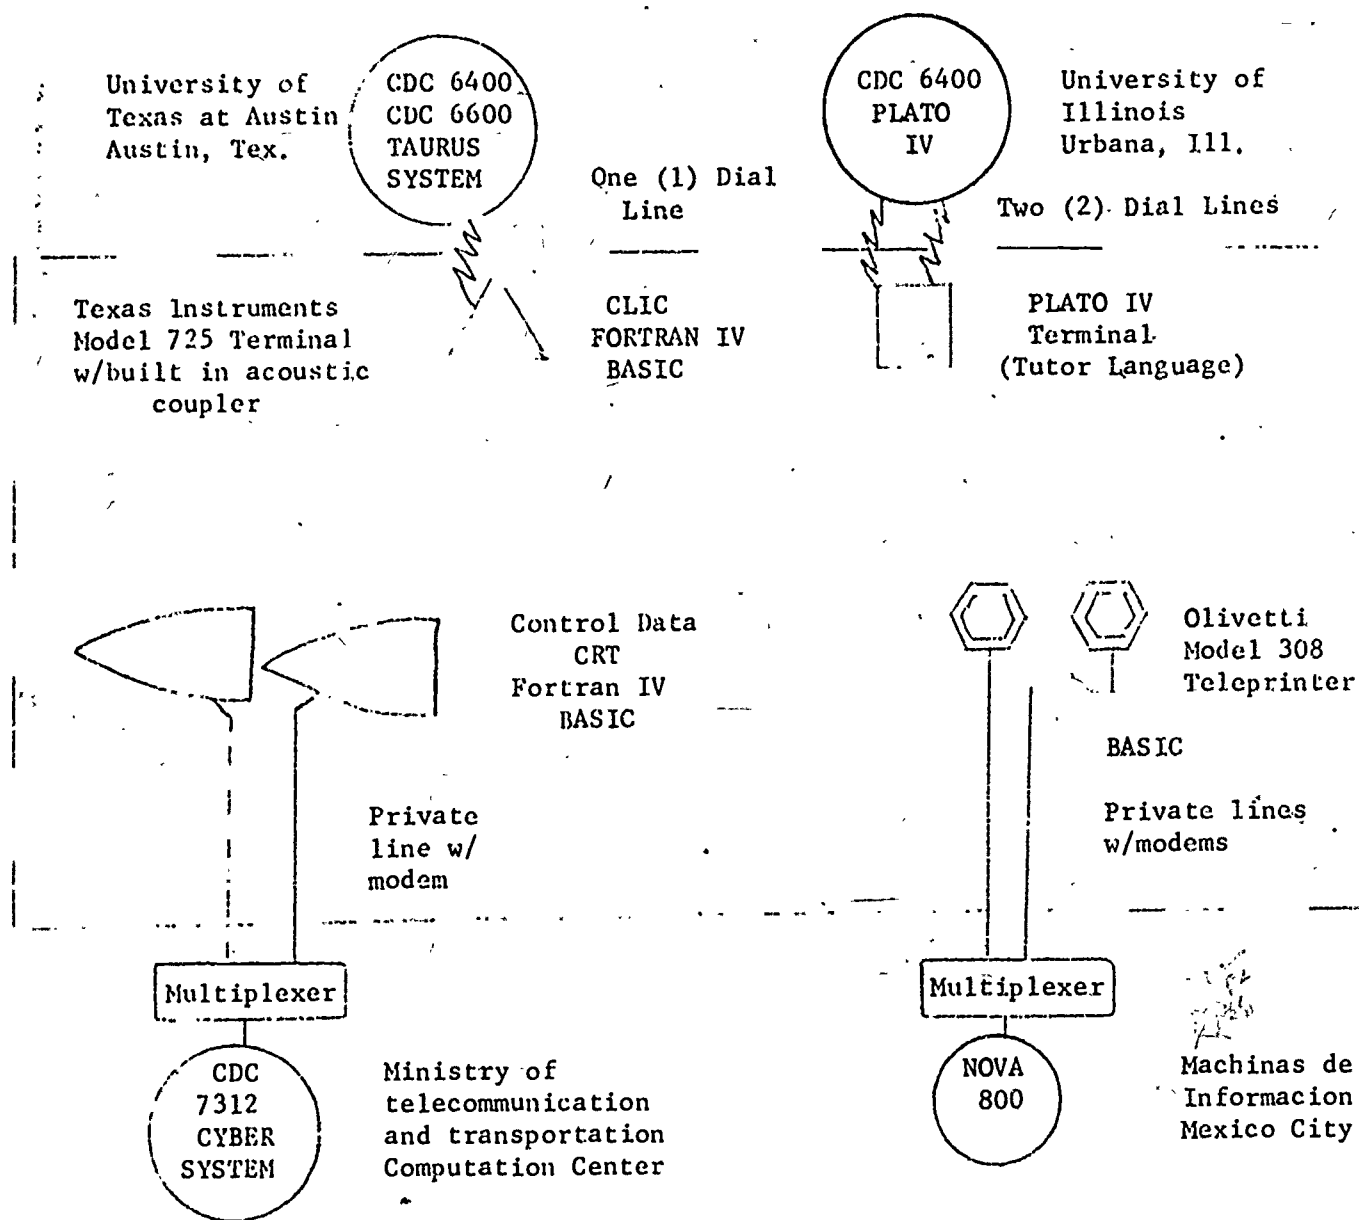 University of
Texas at Austin
Austin, Tex.
CDC 6400
CDC 6600
TAURUS
SYSTEM
One (1) Dial
Line
CDC 6400
PLATO
IV
University of
Illinois
Urbana, Ill.
Two (2) Dial Lines
Texas Instruments
Model 725 Terminal
w/built in acoustic
coupler
CLIC
FORTRAN IV
BASIC
PLATO IV
Terminal
(Tutor Language)
Control Data
CRT
Fortran IV
BASIC
Olivetti
Model 308
Teleprinter
BASIC
Private
line w/
modem
Private lines
w/modems
Multiplexer
CDC
7312
CYBER
SYSTEM
Ministry of
telecommunication
and transportation
Computation Center
Multiplexer
NOVA
800
Machinas de
Informacion
Mexico City